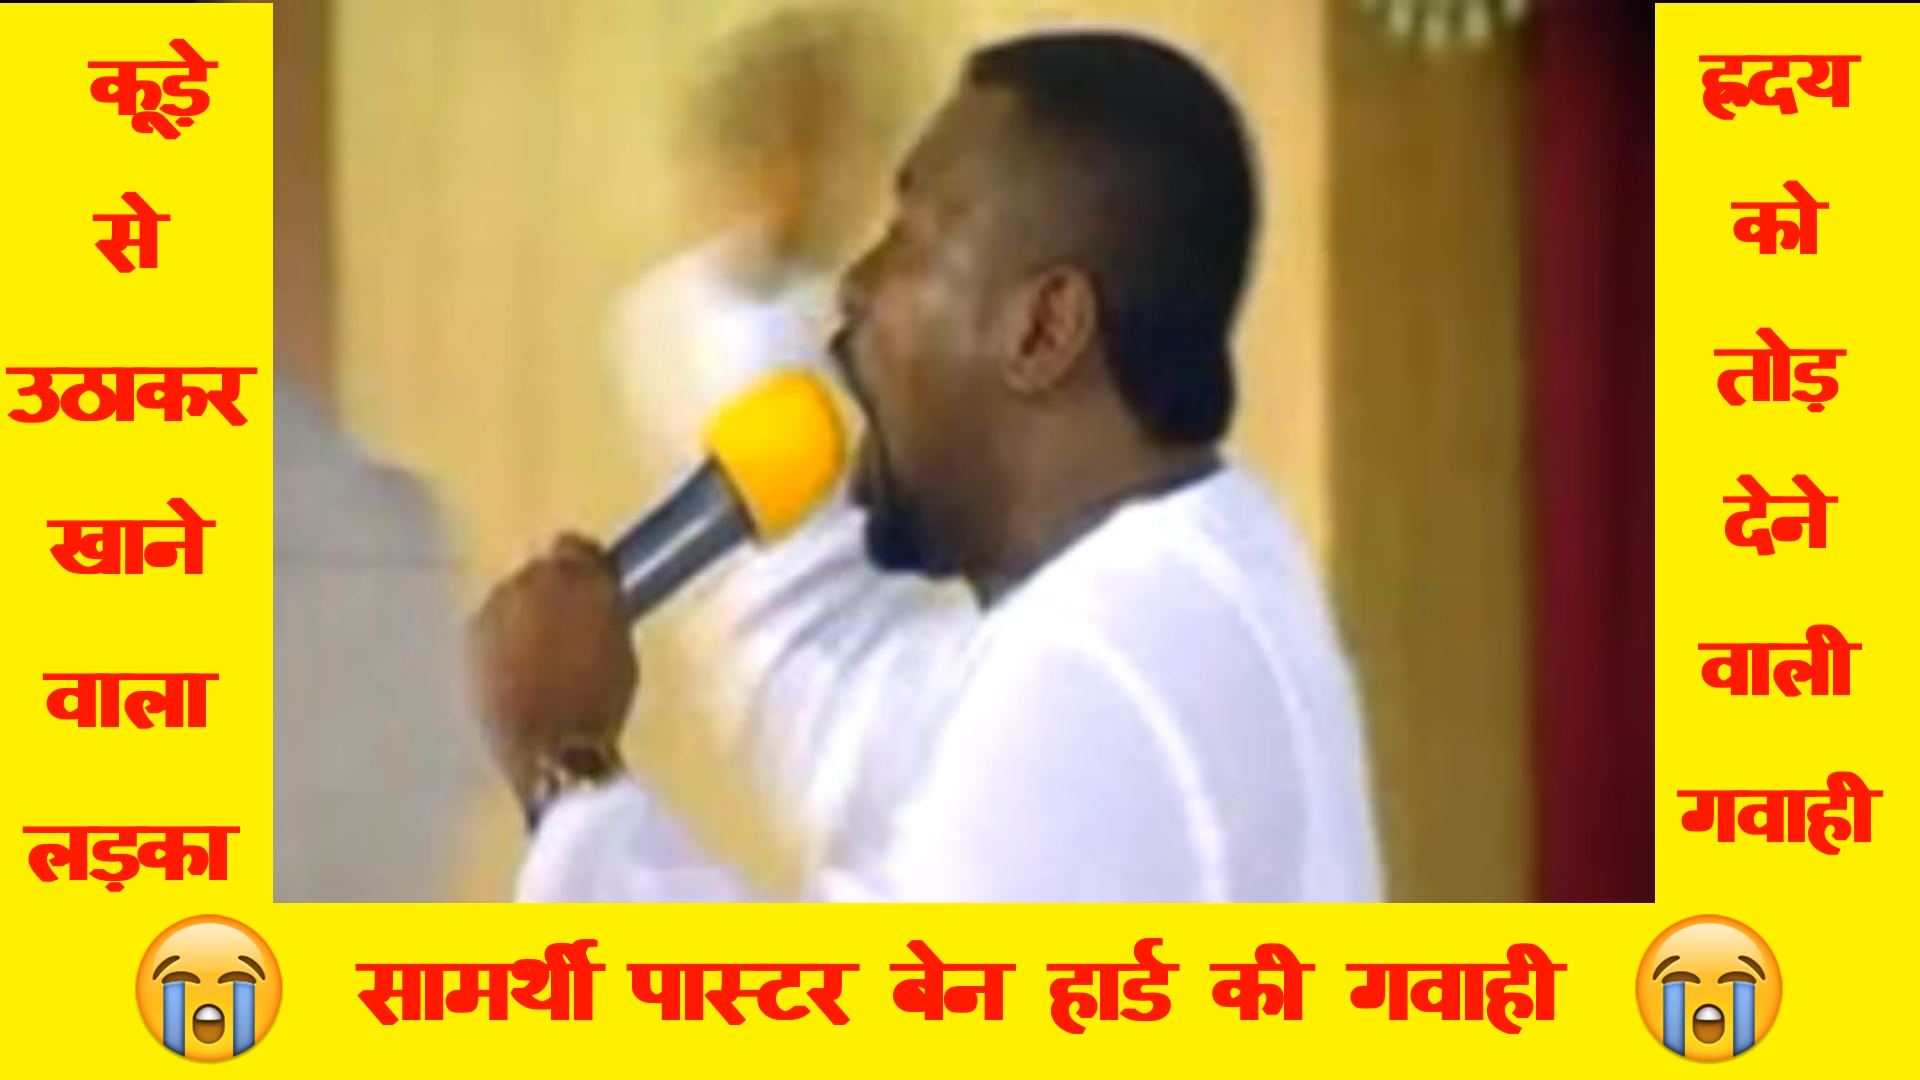 कूड़े
से
उठाकर
खाने
वाला
लड़का
ह्रदय
को
तोड़
देने
वाली
गवाही
सामर्थी पास्टर बेन हार्ड की गवाही